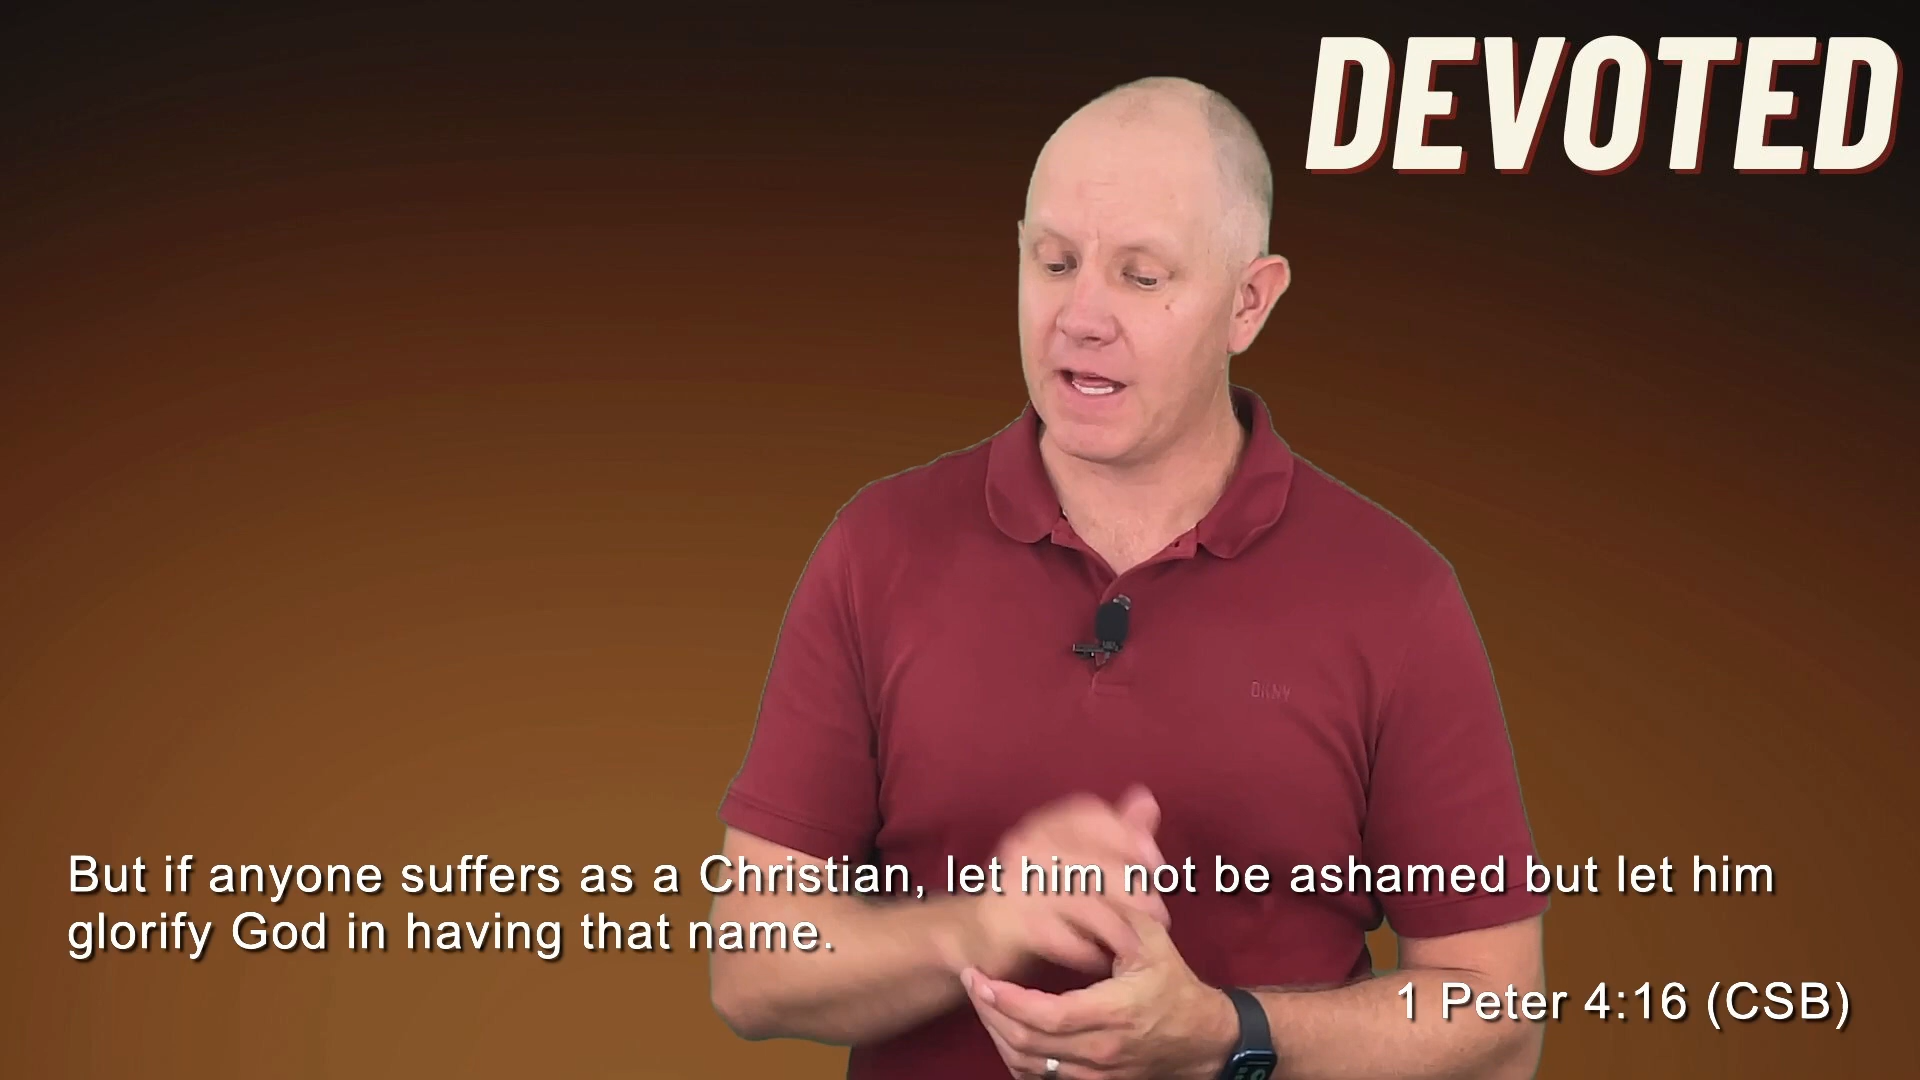 DEVOTED
DKNY
But if anyone suffers as a Christian, let him not be ashamed but let him
glorify God in having that name.
1 Peter 4:16 (CSB)